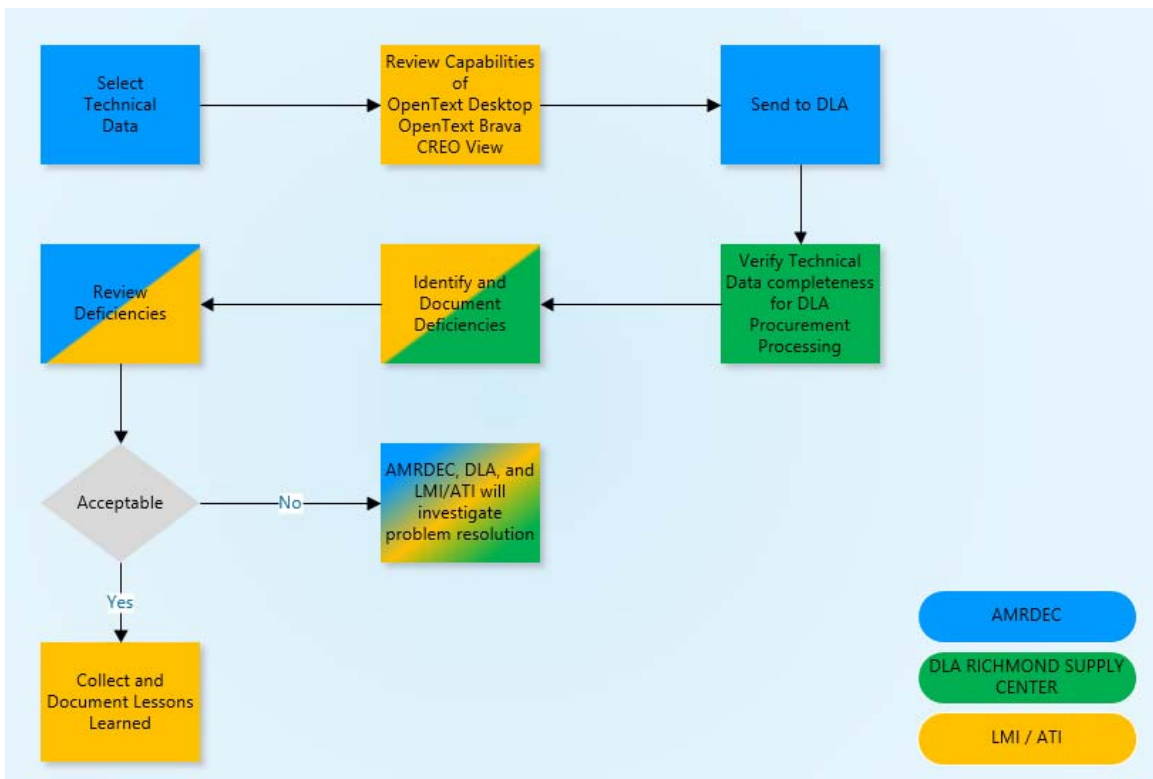 Select
Technical
Data
Review Capabilities
of
OpenText Desktop
OpenText Brava
CREO View
Send to DLA
Review
Deficiencies
Identify and
Document
Deficiencies
Verify Technical
Data completeness
for DLA
Procurement
Processing
Acceptable
No
AMRDEC, DLA, and
LMI/ATI will
investigate
problem resolution
Yes
Collect and
Document Lessons
Learned
AMRDEC
DLA RICHMOND SUPPLY
CENTER
LMI / ATI